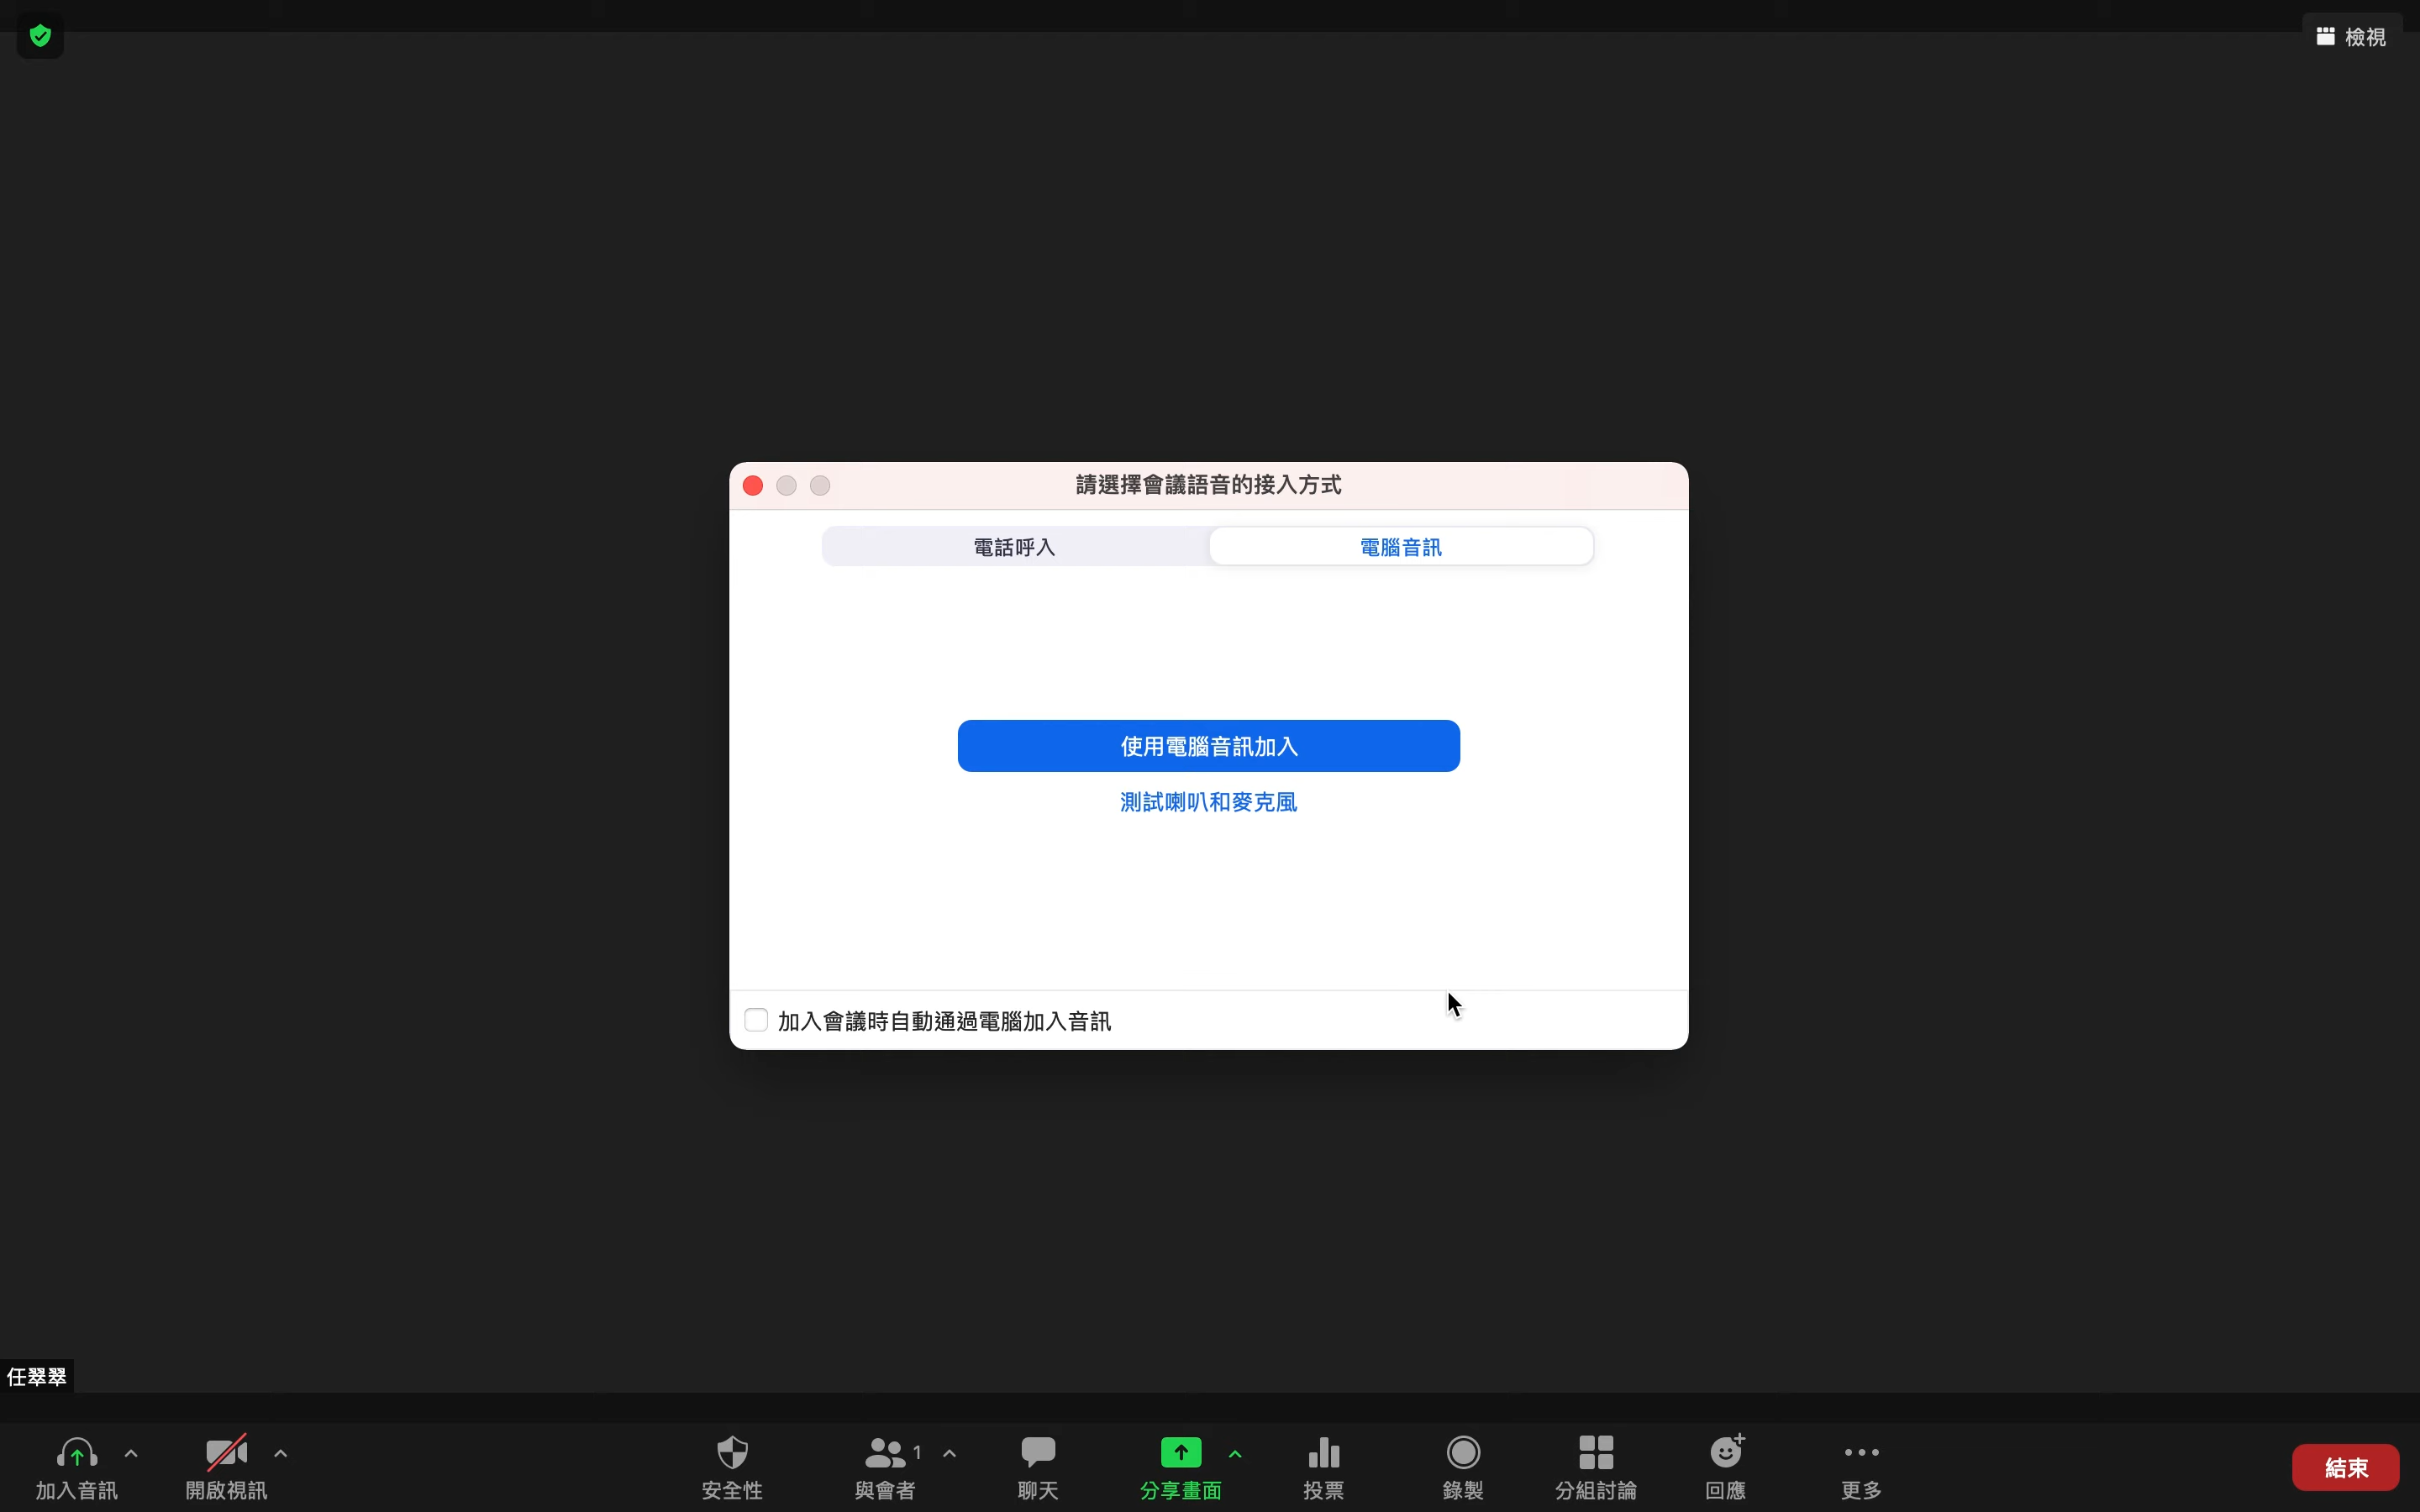 檢視
請選擇會議語音的接入方式
電話呼入
電腦音訊
使用電腦音訊加入
測試喇叭和麥克風
加入會議時自動通過電腦加入音訊
任翠翠
加入音訊
開啟視訊
安全性
1
與會者
聊天
分享畫面
投票
錄製
分組討論
回應
更多
結束